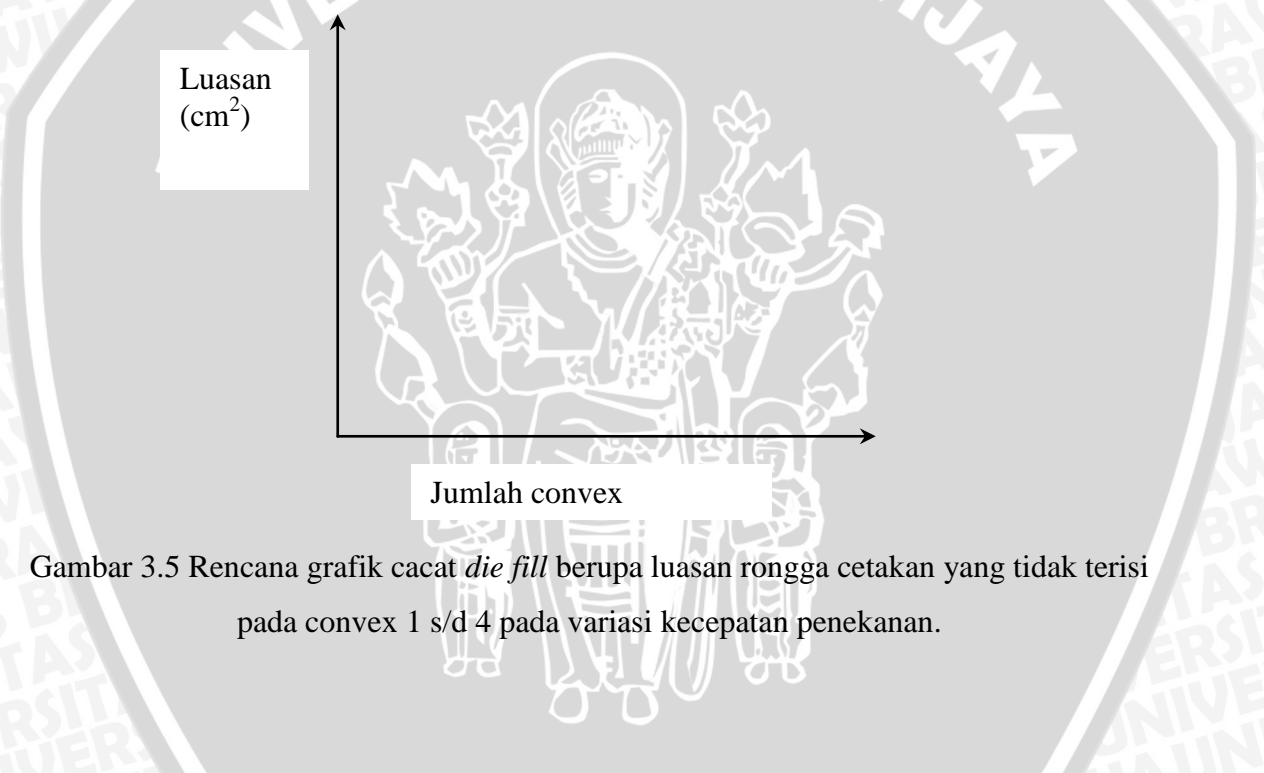 Luasan
(cm²)
Jumlah convex
Gambar 3.5 Rencana grafik cacat die fill berupa luasan rongga cetakan yang tidak terisi
pada convex 1 s/d 4 pada variasi kecepatan penekanan.